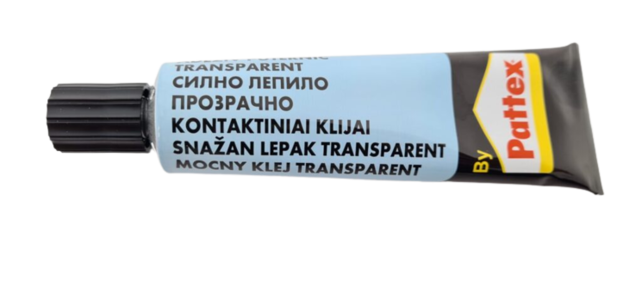 TRANSPARENT
СИЛНО ЛЕПИЛО
ПРОЗРАЧНО
KONTAKTINIAI KLIJAI
SNAŽAN LEPAK TRANSPARENT
MOCNY KLEJ TRANSPARENT
By Pattex